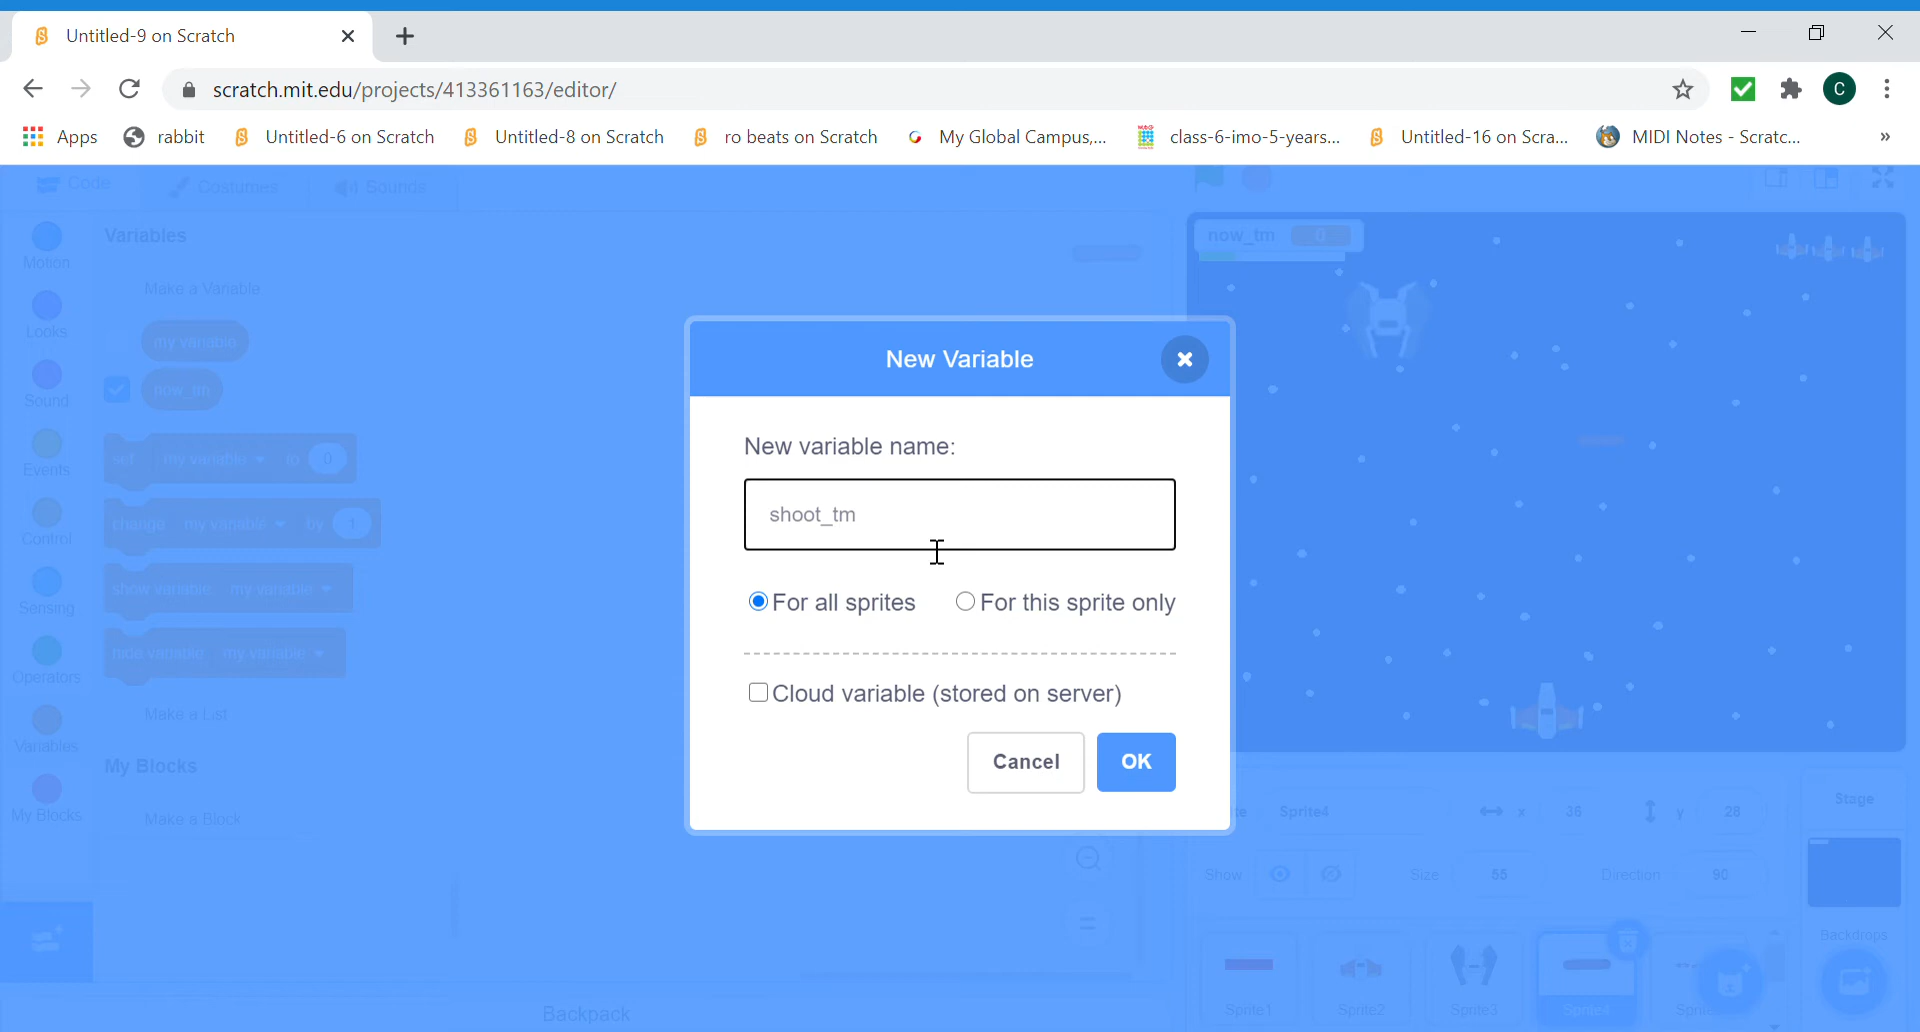 Untitled-9 on Scratch
scratch.mit.edu/projects/413361163/editor/
C
Apps rabbit Untitled-6 on Scratch Untitled-8 on Scratch ro beats on Scratch My Global Campus,... class-6-imo-5-years... Untitled-16 on Scra... MIDI Notes - Scratc... »
Code Costumes Sounds
Motion
Looks
Sound
Events
Control
Sensing
Operators
Variables
My Blocks
Variables
Make a Variable
my variable
now_tm
set my variable to 0
change my variable by 1
show variable my variable
hide variable my variable
Make a List
My Blocks
Make a Block
Backpack
now_tm 0
New Variable
New variable name:
shoot_tm
For all sprites For this sprite only
Cloud variable (stored on server)
Cancel OK
Sprite4 x 36 y 28
Show Size 55 Direction 90
Sprite1 Sprite2 Sprite3 Sprite4
Stage
Backdrops